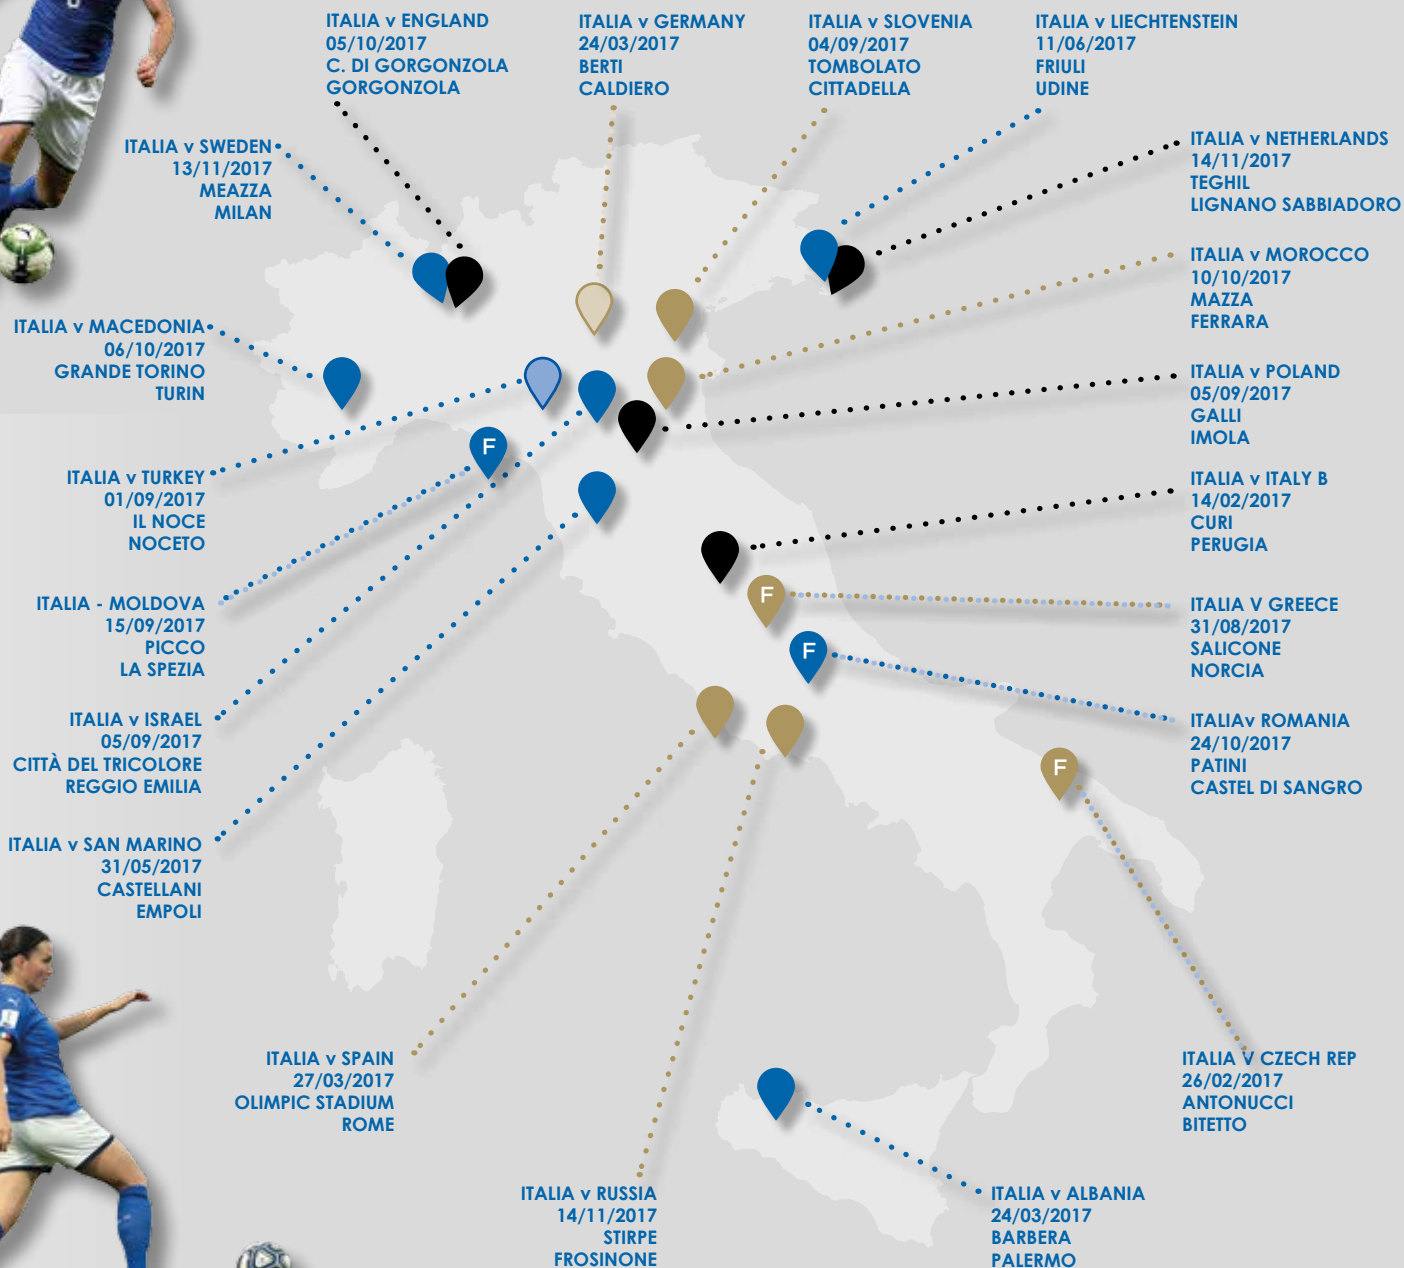 ITALIA v ENGLAND
05/10/2017
C. DI GORGONZOLA
GORGONZOLA
ITALIA v GERMANY
24/03/2017
BERTI
CALDIERO
ITALIA v SLOVENIA
04/09/2017
TOMBOLATO
CITTADELLA
ITALIA v LIECHTENSTEIN
11/06/2017
FRIULI
UDINE
ITALIA v SWEDEN
13/11/2017
MEAZZA
MILAN
ITALIA v NETHERLANDS
14/11/2017
TEGHIL
LIGNANO SABBIADORO
ITALIA v MOROCCO
10/10/2017
MAZZA
FERRARA
ITALIA v MACEDONIA
06/10/2017
GRANDE TORINO
TURIN
ITALIA v POLAND
05/09/2017
GALLI
IMOLA
F
ITALIA v TURKEY
01/09/2017
IL NOCE
NOCETO
ITALIA v ITALY B
14/02/2017
CURI
PERUGIA
ITALIA - MOLDOVA
15/09/2017
PICCO
LA SPEZIA
F
ITALIA V GREECE
31/08/2017
SALICONE
NORCIA
F
ITALIA v ISRAEL
05/09/2017
CITTÀ DEL TRICOLORE
REGGIO EMILIA
ITALIAv ROMANIA
24/10/2017
PATINI
CASTEL DI SANGRO
F
ITALIA v SAN MARINO
31/05/2017
CASTELLANI
EMPOLI
ITALIA v SPAIN
27/03/2017
OLIMPIC STADIUM
ROME
ITALIA V CZECH REP
26/02/2017
ANTONUCCI
BITETTO
ITALIA v RUSSIA
14/11/2017
STIRPE
FROSINONE
ITALIA v ALBANIA
24/03/2017
BARBERA
PALERMO